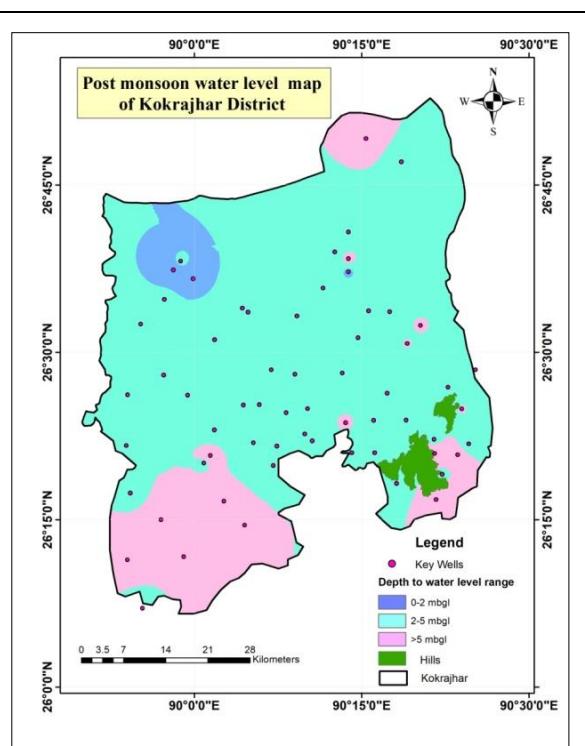 90°0'0"E 90°15'0"E 90°30'0"E
Post monsoon water level map
of Kokrajhar District
N
W E
S
26°45'0"N 26°45'0"N
26°30'0"N 26°30'0"N
26°15'0"N 26°15'0"N
26°0'0"N 26°0'0"N
Legend
Key Wells
Depth to water level range
0-2 mbgl
2-5 mbgl
>5 mbgl
Hills
Kokrajhar
0 3.5 7 14 21 28
Kilometers
90°0'0"E 90°15'0"E 90°30'0"E